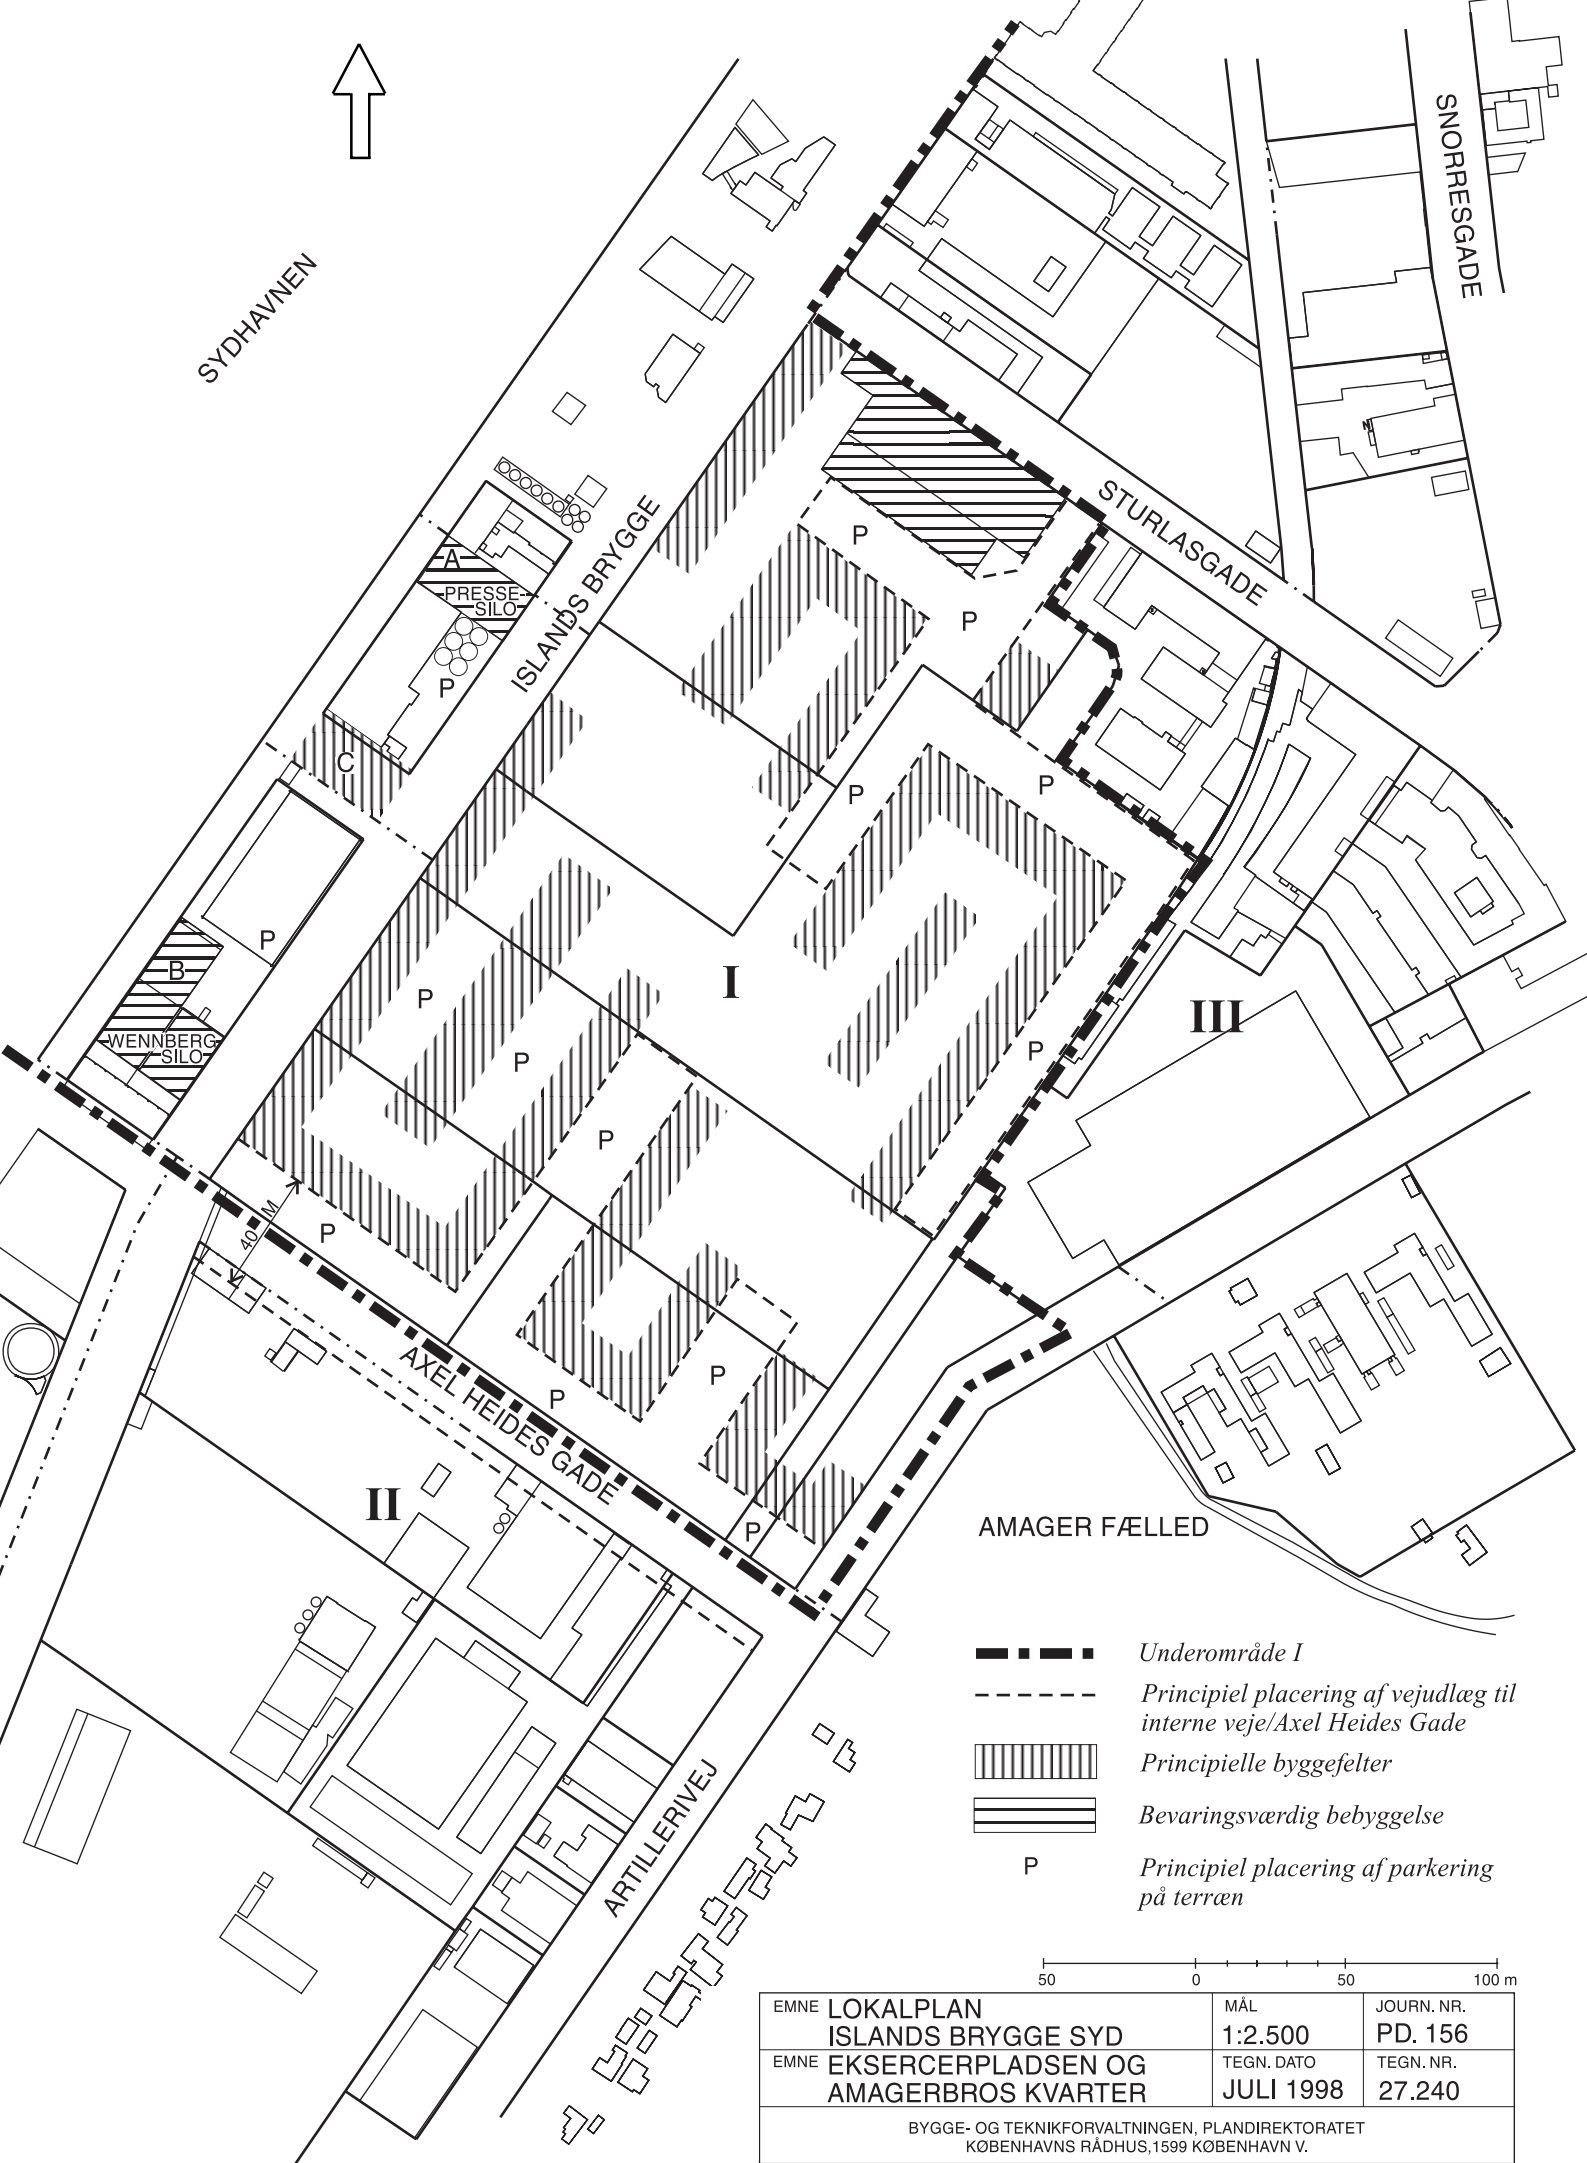 SNORRESGADE
SYDHAVNEN
STURLASGADE
ISLANDS BRYGGE
P
A
PRESSE-
SILO
P
P
C
P
P
P
B
P
P
I
III
WENNBERG
SILO
P
P
P
40 M
P
P
P
AXEL HEIDES GADE
II
P
AMAGER FÆLLED
ARTILLERIVEJ
Underområde I
Principiel placering af vejudlæg til
interne veje/Axel Heides Gade
Principielle byggefelter
Bevaringsværdig bebyggelse
P Principiel placering af parkering
på terræn
50 0 50 100 m
EMNE LOKALPLAN
ISLANDS BRYGGE SYD
MÅL
1:2.500
JOURN. NR.
PD. 156
EMNE EKSERCERPLADSEN OG
AMAGERBROS KVARTER
TEGN. DATO
JULI 1998
TEGN. NR.
27.240
BYGGE- OG TEKNIKFORVALTNINGEN, PLANDIREKTORATET
KØBENHAVNS RÅDHUS,1599 KØBENHAVN V.